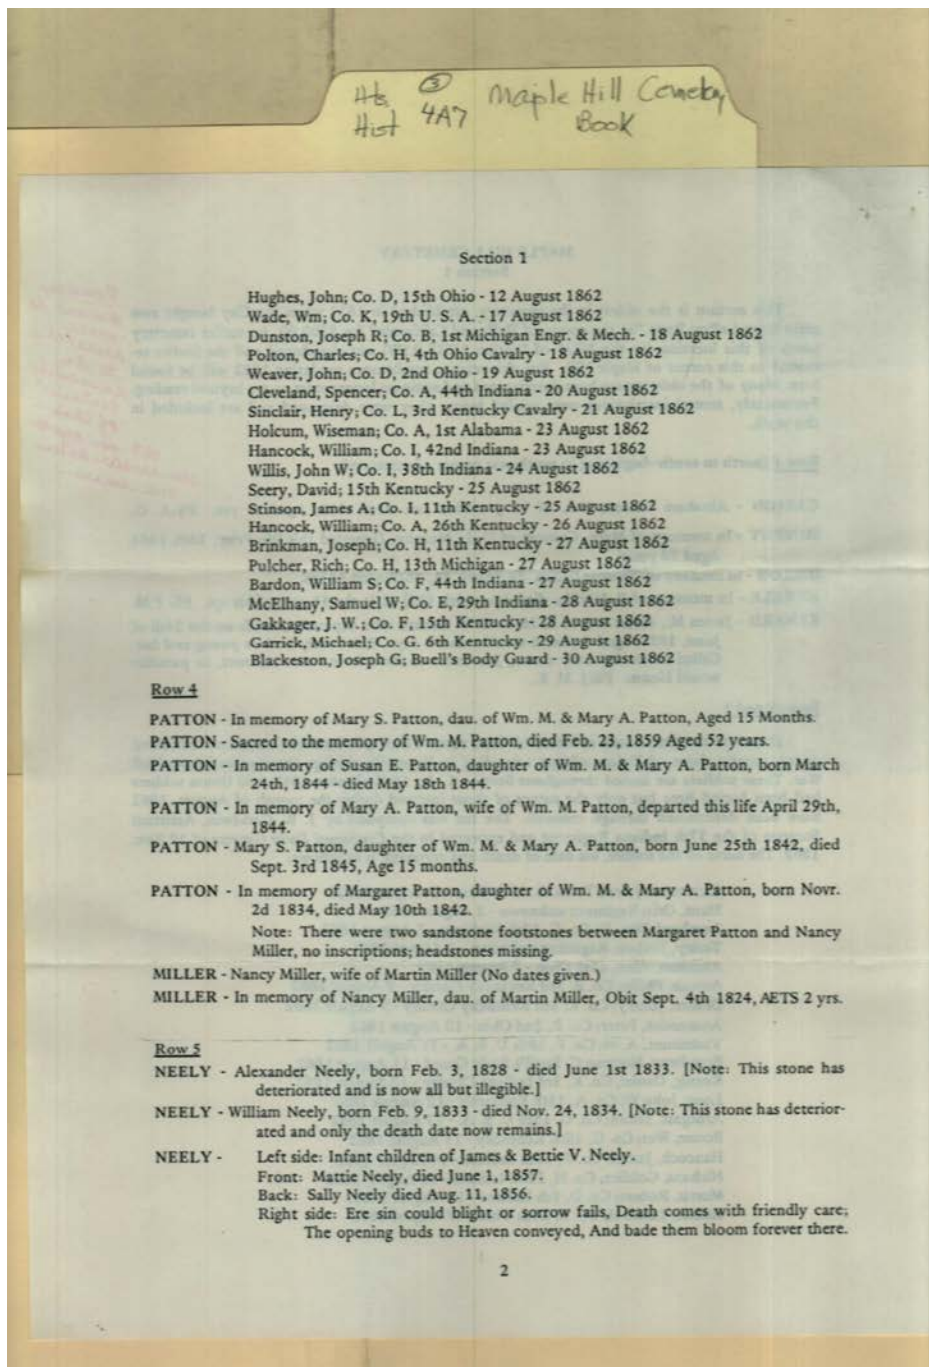 Hts ③ Maple Hill Cemetery
Hist 4A7 Book
Section 1
Hughes, John; Co. D, 15th Ohio - 12 August 1862
Wade, Wm; Co. K, 19th U. S. A. - 17 August 1862
Dunston, Joseph R; Co. B, 1st Michigan Engr. & Mech. - 18 August 1862
Polton, Charles; Co. H, 4th Ohio Cavalry - 18 August 1862
Weaver, John; Co. D, 2nd Ohio - 19 August 1862
Cleveland, Spencer; Co. A, 44th Indiana - 20 August 1862
Sinclair, Henry; Co. L, 3rd Kentucky Cavalry - 21 August 1862
Holcum, Wiseman; Co. A, 1st Alabama - 23 August 1862
Hancock, William; Co. I, 42nd Indiana - 23 August 1862
Willis, John W; Co. I, 38th Indiana - 24 August 1862
Seery, David; 15th Kentucky - 25 August 1862
Stinson, James A; Co. I, 11th Kentucky - 25 August 1862
Hancock, William; Co. A, 26th Kentucky - 26 August 1862
Brinkman, Joseph; Co. H, 11th Kentucky - 27 August 1862
Pulcher, Rich; Co. H, 13th Michigan - 27 August 1862
Bardon, William S; Co. F, 44th Indiana - 27 August 1862
McElhany, Samuel W; Co. E, 29th Indiana - 28 August 1862
Gakkager, J. W.; Co. F, 15th Kentucky - 28 August 1862
Garrick, Michael; Co. G. 6th Kentucky - 29 August 1862
Blackeston, Joseph G; Buell's Body Guard - 30 August 1862
Row 4
PATTON - In memory of Mary S. Patton, dau. of Wm. M. & Mary A. Patton, Aged 15 Months.
PATTON - Sacred to the memory of Wm. M. Patton, died Feb. 23, 1859 Aged 52 years.
PATTON - In memory of Susan E. Patton, daughter of Wm. M. & Mary A. Patton, born March
24th, 1844 - died May 18th 1844.
PATTON - In memory of Mary A. Patton, wife of Wm. M. Patton, departed this life April 29th,
1844.
PATTON - Mary S. Patton, daughter of Wm. M. & Mary A. Patton, born June 25th 1842, died
Sept. 3rd 1845, Age 15 months.
PATTON - In memory of Margaret Patton, daughter of Wm. M. & Mary A. Patton, born Novr.
2d 1834, died May 10th 1842.
Note: There were two sandstone footstones between Margaret Patton and Nancy
Miller, no inscriptions; headstones missing.
MILLER - Nancy Miller, wife of Martin Miller (No dates given.)
MILLER - In memory of Nancy Miller, dau. of Martin Miller, Obit Sept. 4th 1824, AETS 2 yrs.
Row 5
NEELY - Alexander Neely, born Feb. 3, 1828 - died June 1st 1833. [Note: This stone has
deteriorated and is now all but illegible.]
NEELY - William Neely, born Feb. 9, 1833 - died Nov. 24, 1834. [Note: This stone has deterior-
ated and only the death date now remains.]
NEELY - Left side: Infant children of James & Bettie V. Neely.
Front: Mattie Neely, died June 1, 1857.
Back: Sally Neely died Aug. 11, 1856.
Right side: Ere sin could blight or sorrow fails, Death comes with friendly care;
The opening buds to Heaven conveyed, And bade them bloom forever there.
2